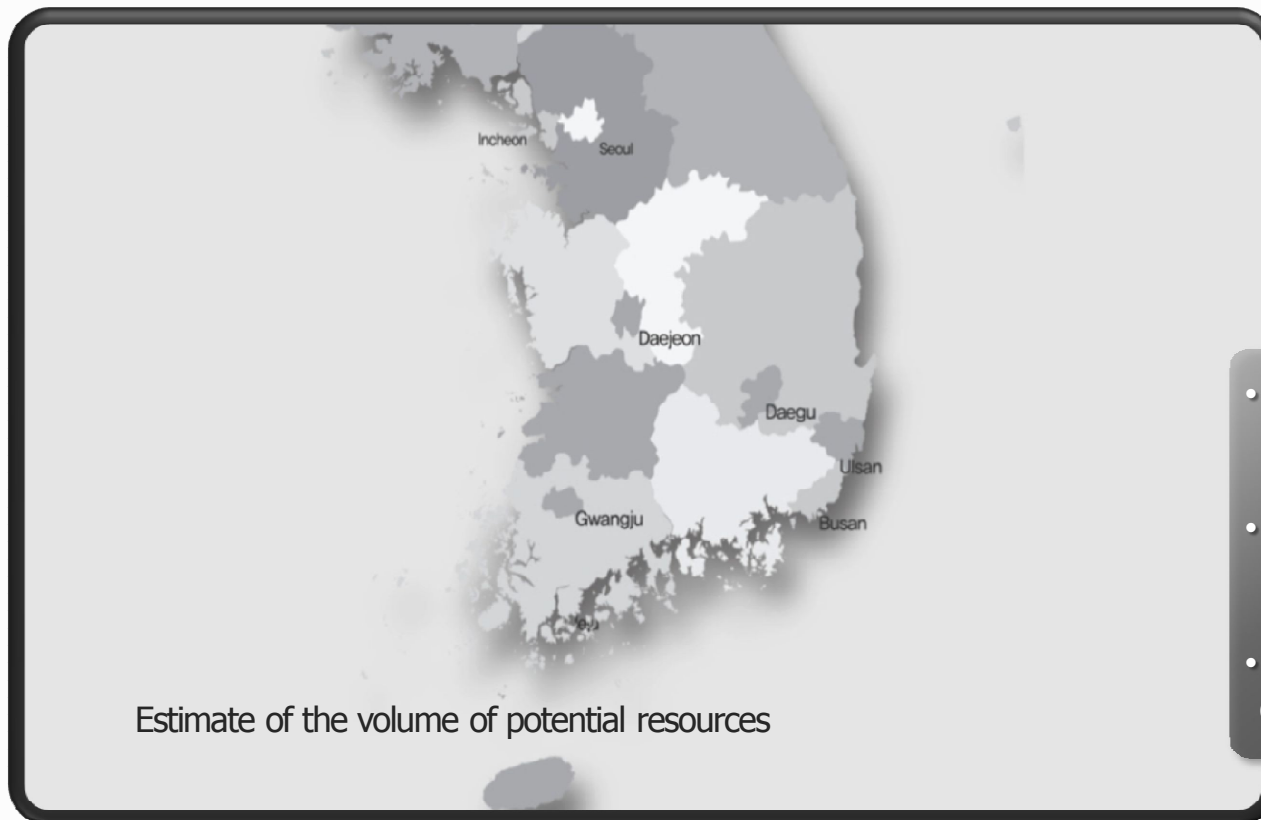 Incheon
Seoul
Daejeon
Daegu
Ulsan
Gwangju
Busan
Estimate of the volume of potential resources